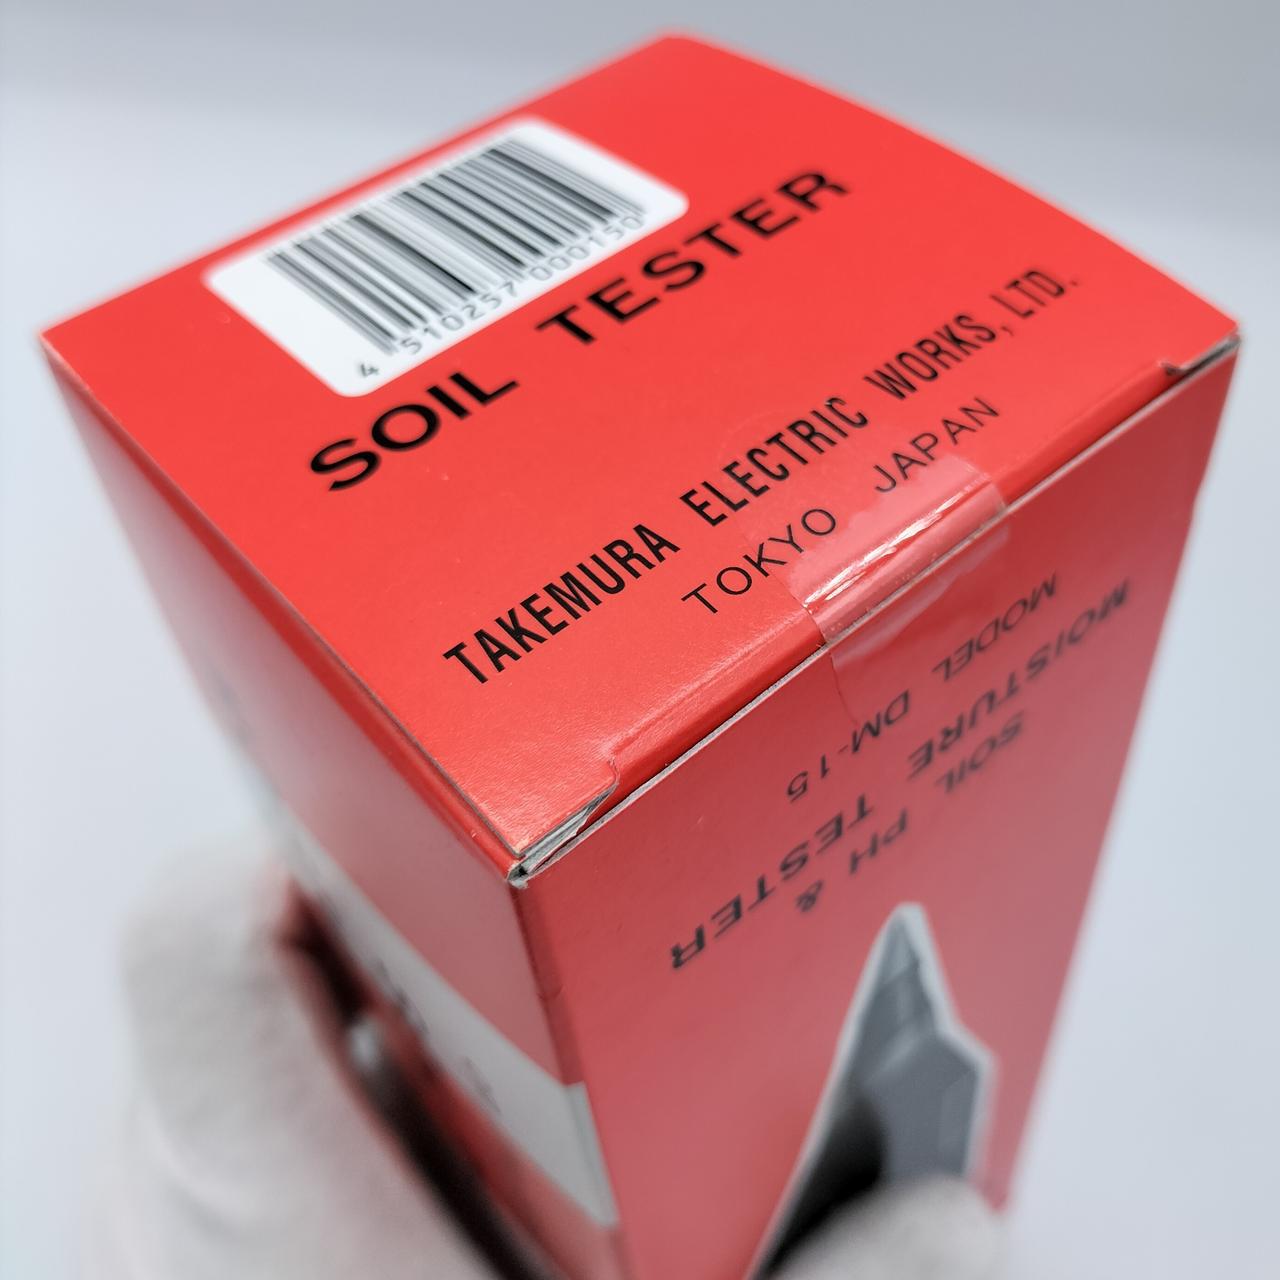 4 510257 000150
SOIL TESTER
TAKEMURA ELECTRIC WORKS, LTD.
TOKYO JAPAN
SOIL PH &
MOISTURE TESTER
MODEL DM-15